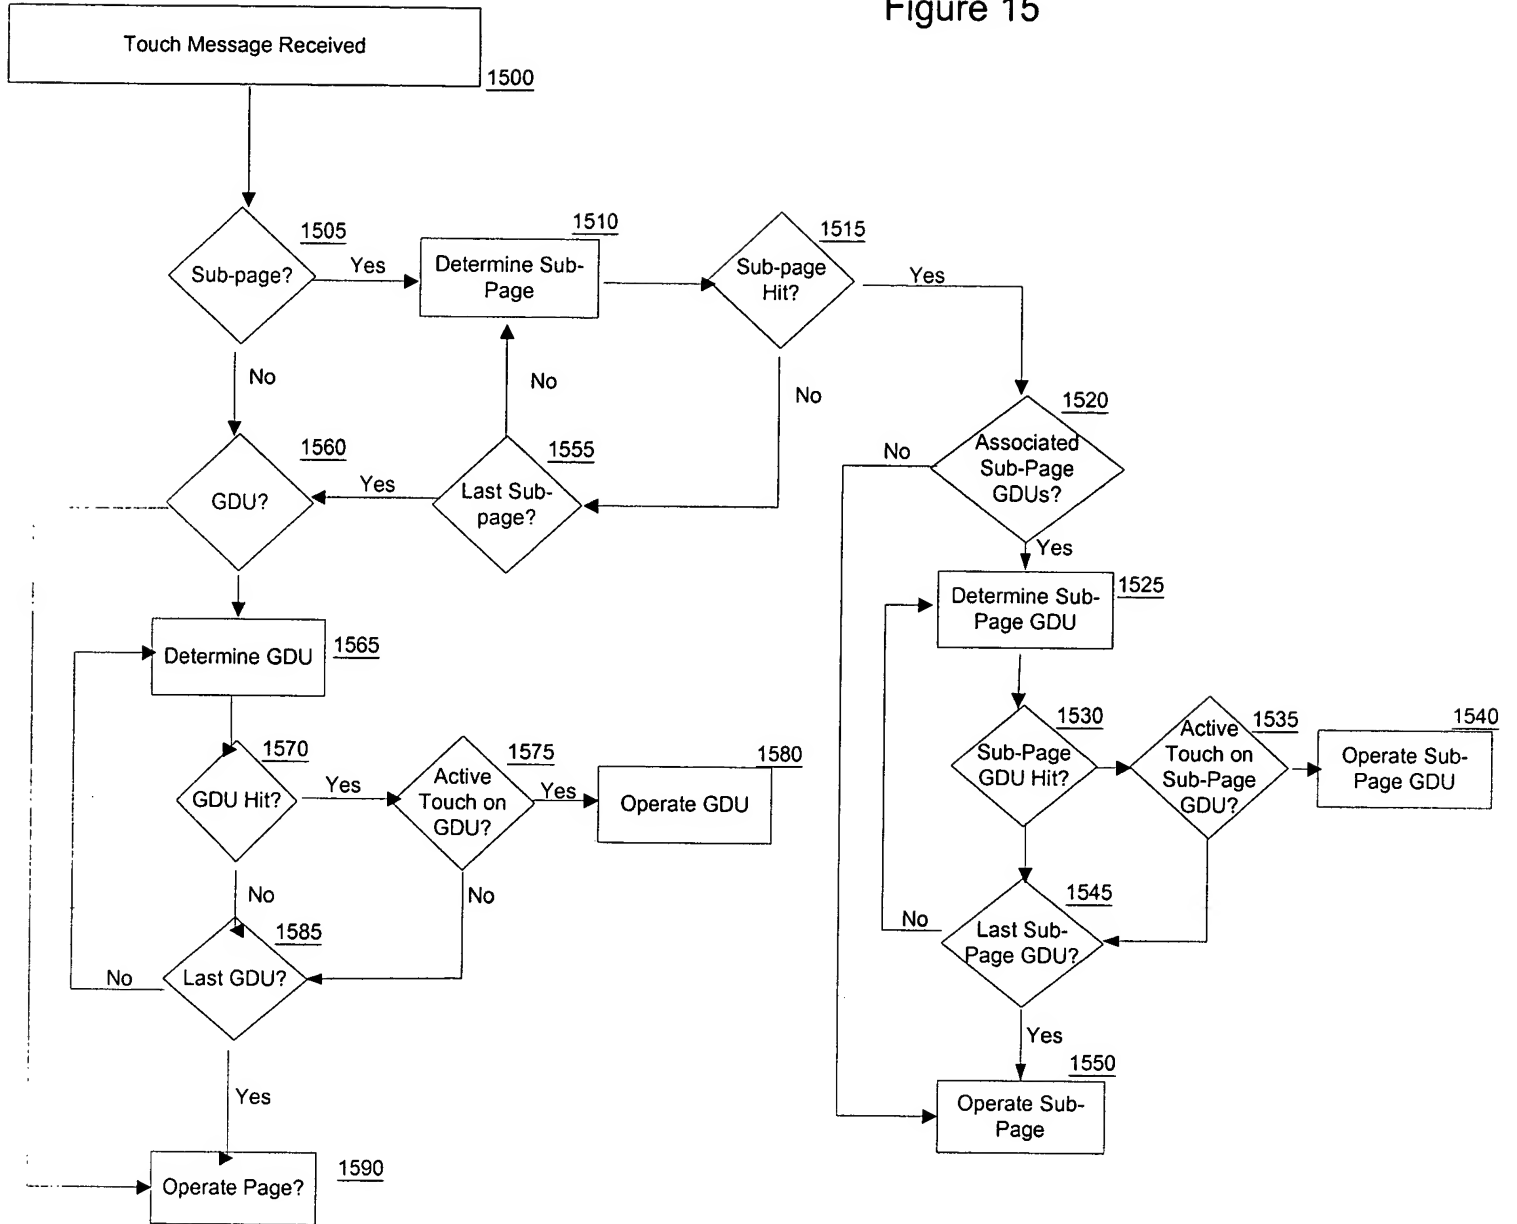 Figure 15
Touch Message Received
1500
1505
Sub-page?
Yes
No
1510
Determine Sub-
Page
1515
Sub-page
Hit?
Yes
No
1520
Associated
Sub-Page
GDUs?
No
Yes
1555
Last Sub-
page?
No
Yes
1560
GDU?
1525
Determine Sub-
Page GDU
1565
Determine GDU
1530
Sub-Page
GDU Hit?
1535
Active
Touch on
Sub-Page
GDU?
1540
Operate Sub-
Page GDU
1570
GDU Hit?
Yes
No
1575
Active
Touch on
GDU?
Yes
No
1580
Operate GDU
1545
Last Sub-
Page GDU?
No
Yes
1585
Last GDU?
No
Yes
1550
Operate Sub-
Page
1590
Operate Page?